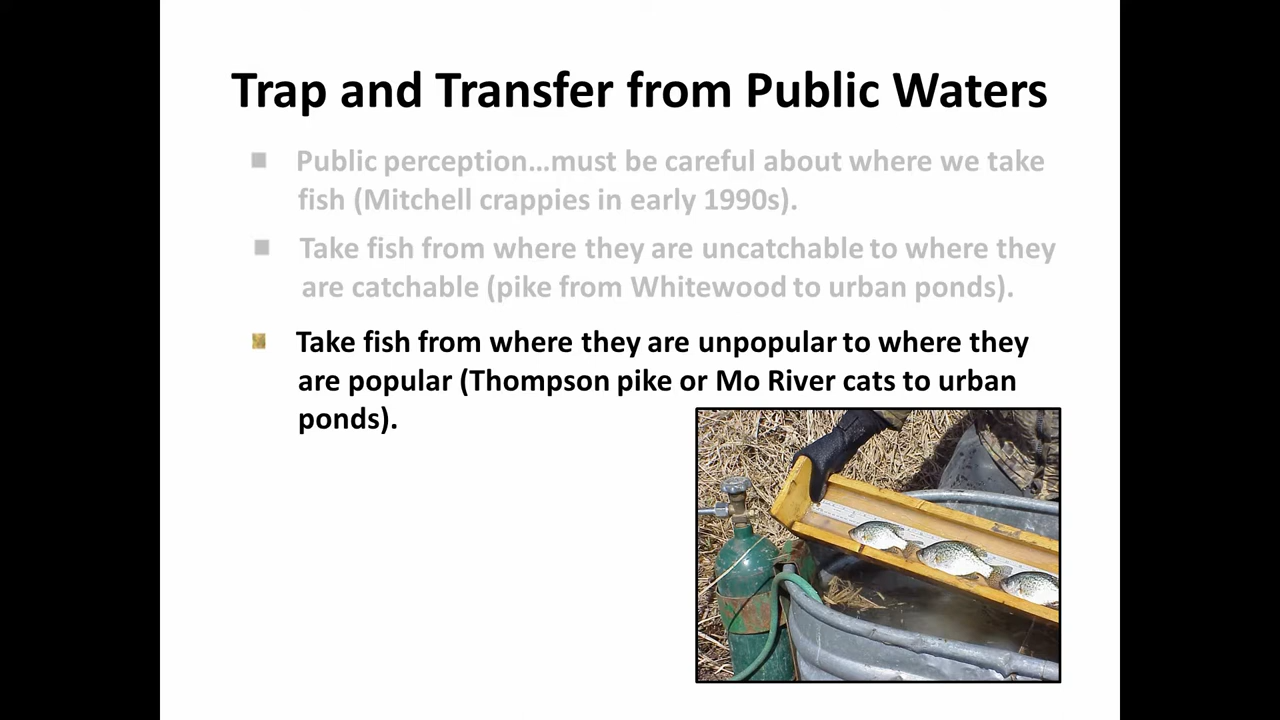 Trap and Transfer from Public Waters
Public perception…must be careful about where we take
fish (Mitchell crappies in early 1990s).
Take fish from where they are uncatchable to where they
are catchable (pike from Whitewood to urban ponds).
Take fish from where they are unpopular to where they
are popular (Thompson pike or Mo River cats to urban
ponds).